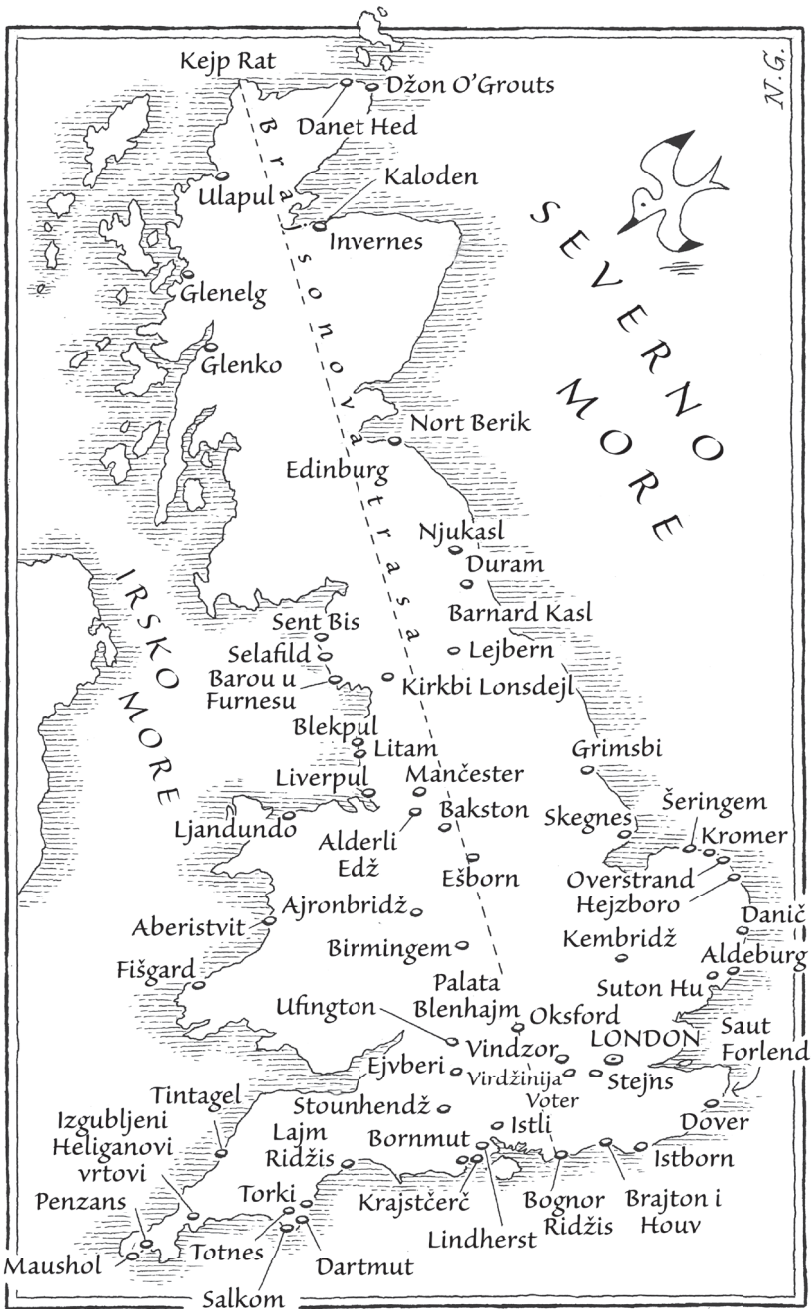 N.G.
Kejp Rat
Džon O'Grouts
Danet Hed
Kaloden
Ulapul
Invernes
Glenelg
Glenko
Brajsonova trasa
SEVERNO
MORE
Nort Berik
Edinburg
Njukasl
Duram
IRSKO
MORE
Barnard Kasl
Sent Bis
Lejbern
Selafild
Barou u
Furnesu
Kirkbi Lonsdejl
Blekpul
Litam
Grimsbi
Liverpul
Mančester
Šeringem
Ljandundo
Bakston
Skegnes
Kromer
Alderli
Edž
Ešborn
Overstrand
Hejzboro
Ajronbridž
Danič
Aberistvit
Birmingem
Kembridž
Aldeburg
Fišgard
Palata
Blenhajm
Suton Hu
Ufington
Oksford
Saut
Forlend
LONDON
Vindzor
Ejvberi
Virdžinija
Voter
Stejns
Tintagel
Stounhendž
Dover
Izgubljeni
Heliganovi
vrtovi
Lajm
Ridžis
Bornmut
Istli
Istborn
Penzans
Torki
Krajstčerč
Bognor
Ridžis
Brajton i
Houv
Lindherst
Maushol
Totnes
Dartmut
Salkom